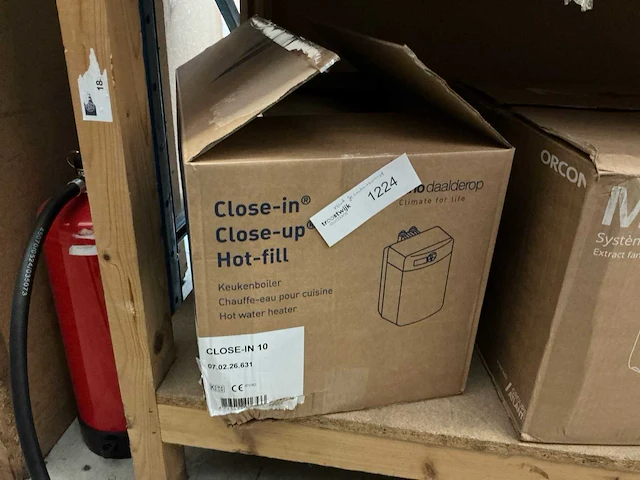 18
Close-in®
Close-up®
Hot-fill
troostwijk
1224
daalderop
Climate for life
Keukenboiler
Chauffe-eau pour cuisine
Hot water heater
CLOSE-IN 10
07.02.26.631
CE
ORCON
M
Systèm
Extract fan